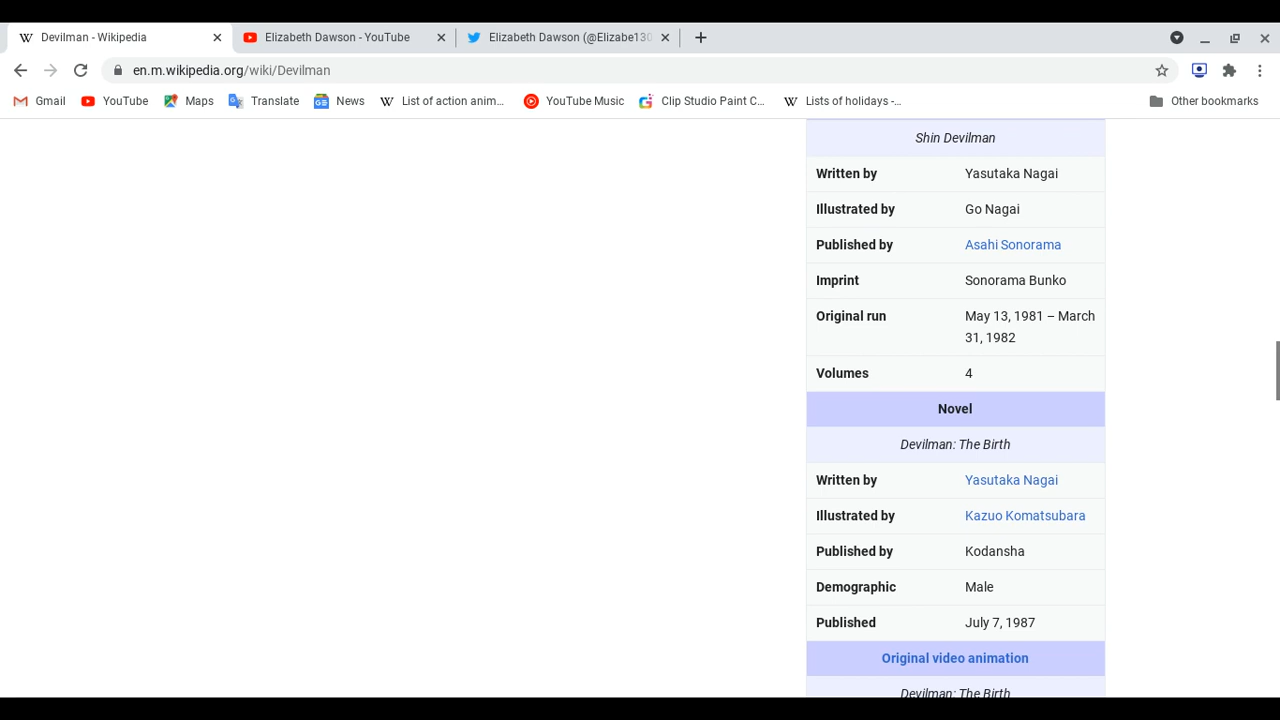 Devilman - Wikipedia
Elizabeth Dawson - YouTube
Elizabeth Dawson (@Elizabe130
en.m.wikipedia.org/wiki/Devilman
Gmail
YouTube
Maps
Translate
News
List of action anim...
YouTube Music
Clip Studio Paint C...
Lists of holidays -...
Other bookmarks
Shin Devilman
Written by Yasutaka Nagai
Illustrated by Go Nagai
Published by Asahi Sonorama
Imprint Sonorama Bunko
Original run May 13, 1981 – March
31, 1982
Volumes 4
Novel
Devilman: The Birth
Written by Yasutaka Nagai
Illustrated by Kazuo Komatsubara
Published by Kodansha
Demographic Male
Published July 7, 1987
Original video animation
Devilman: The Birth